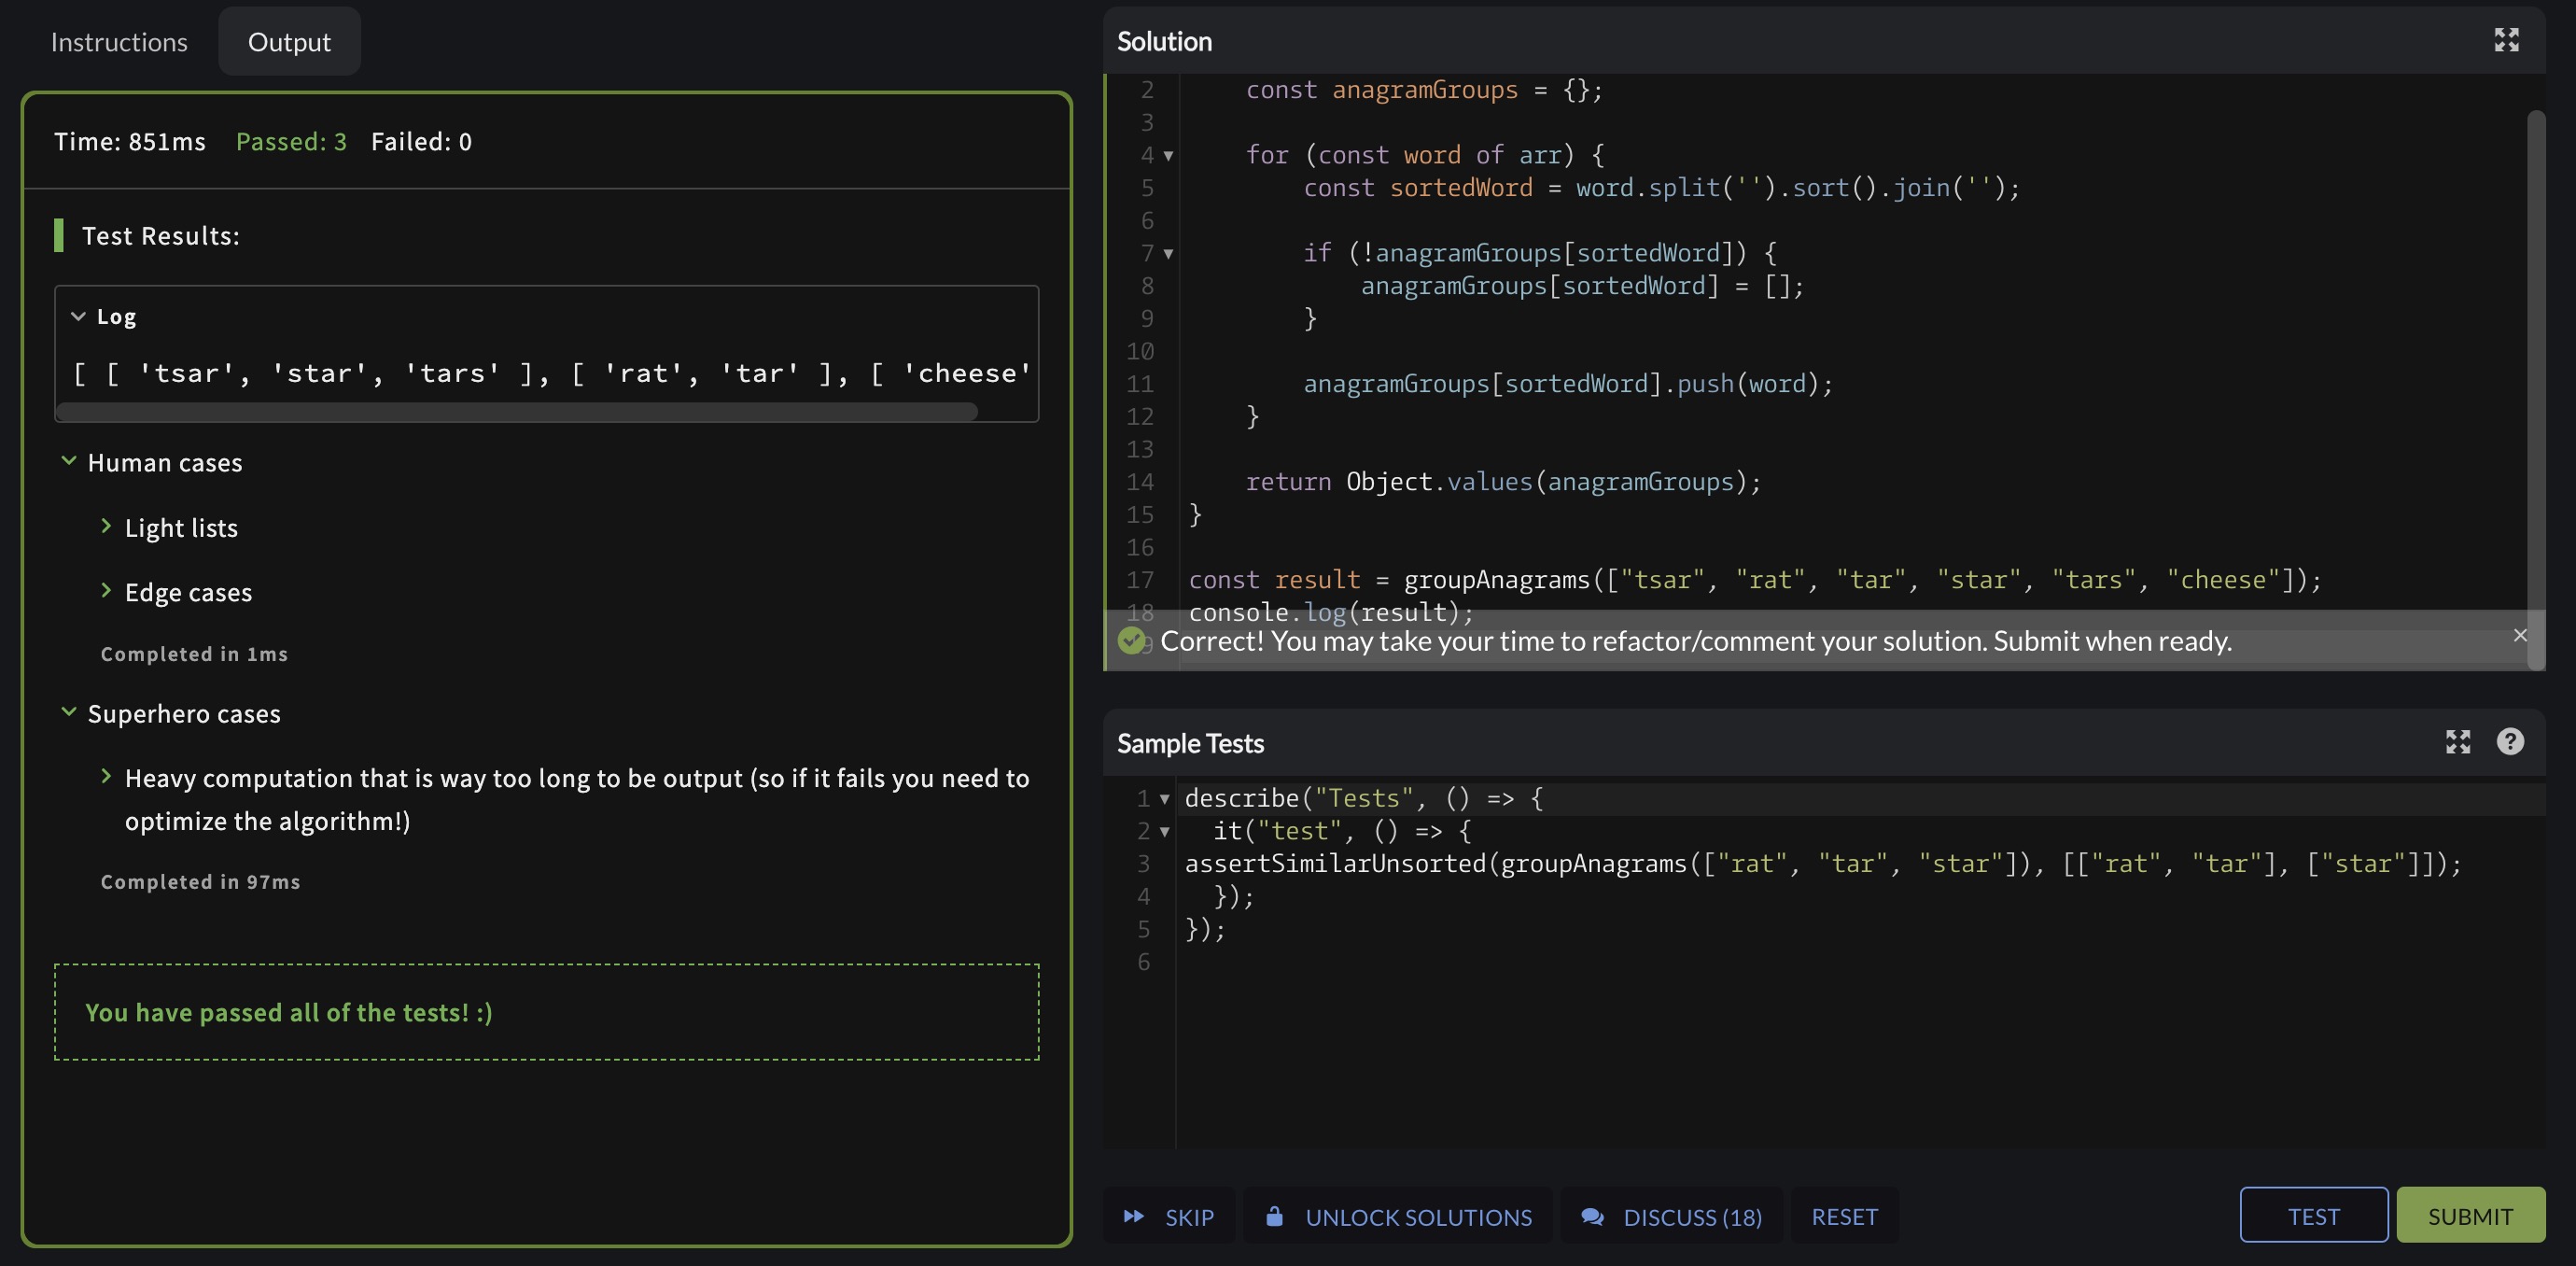 Instructions
Output
Time: 851ms Passed: 3 Failed: 0
Test Results:
Log
[ [ 'tsar', 'star', 'tars' ], [ 'rat', 'tar' ], [ 'cheese'
Human cases
Light lists
Edge cases
Completed in 1ms
Superhero cases
Heavy computation that is way too long to be output (so if it fails you need to
optimize the algorithm!)
Completed in 97ms
You have passed all of the tests! :)
Solution
2 const anagramGroups = {};
3
4 for (const word of arr) {
5 const sortedWord = word.split('').sort().join('');
6
7 if (!anagramGroups[sortedWord]) {
8 anagramGroups[sortedWord] = [];
9 }
10
11 anagramGroups[sortedWord].push(word);
12 }
13
14 return Object.values(anagramGroups);
15 }
16
17 const result = groupAnagrams(["tsar", "rat", "tar", "star", "tars", "cheese"]);
18 console.log(result);
Correct! You may take your time to refactor/comment your solution. Submit when ready.
Sample Tests
1 describe("Tests", () => {
2 it("test", () => {
3 assertSimilarUnsorted(groupAnagrams(["rat", "tar", "star"]), [["rat", "tar"], ["star"]]);
4 });
5 });
6
SKIP
UNLOCK SOLUTIONS
DISCUSS (18)
RESET
TEST
SUBMIT